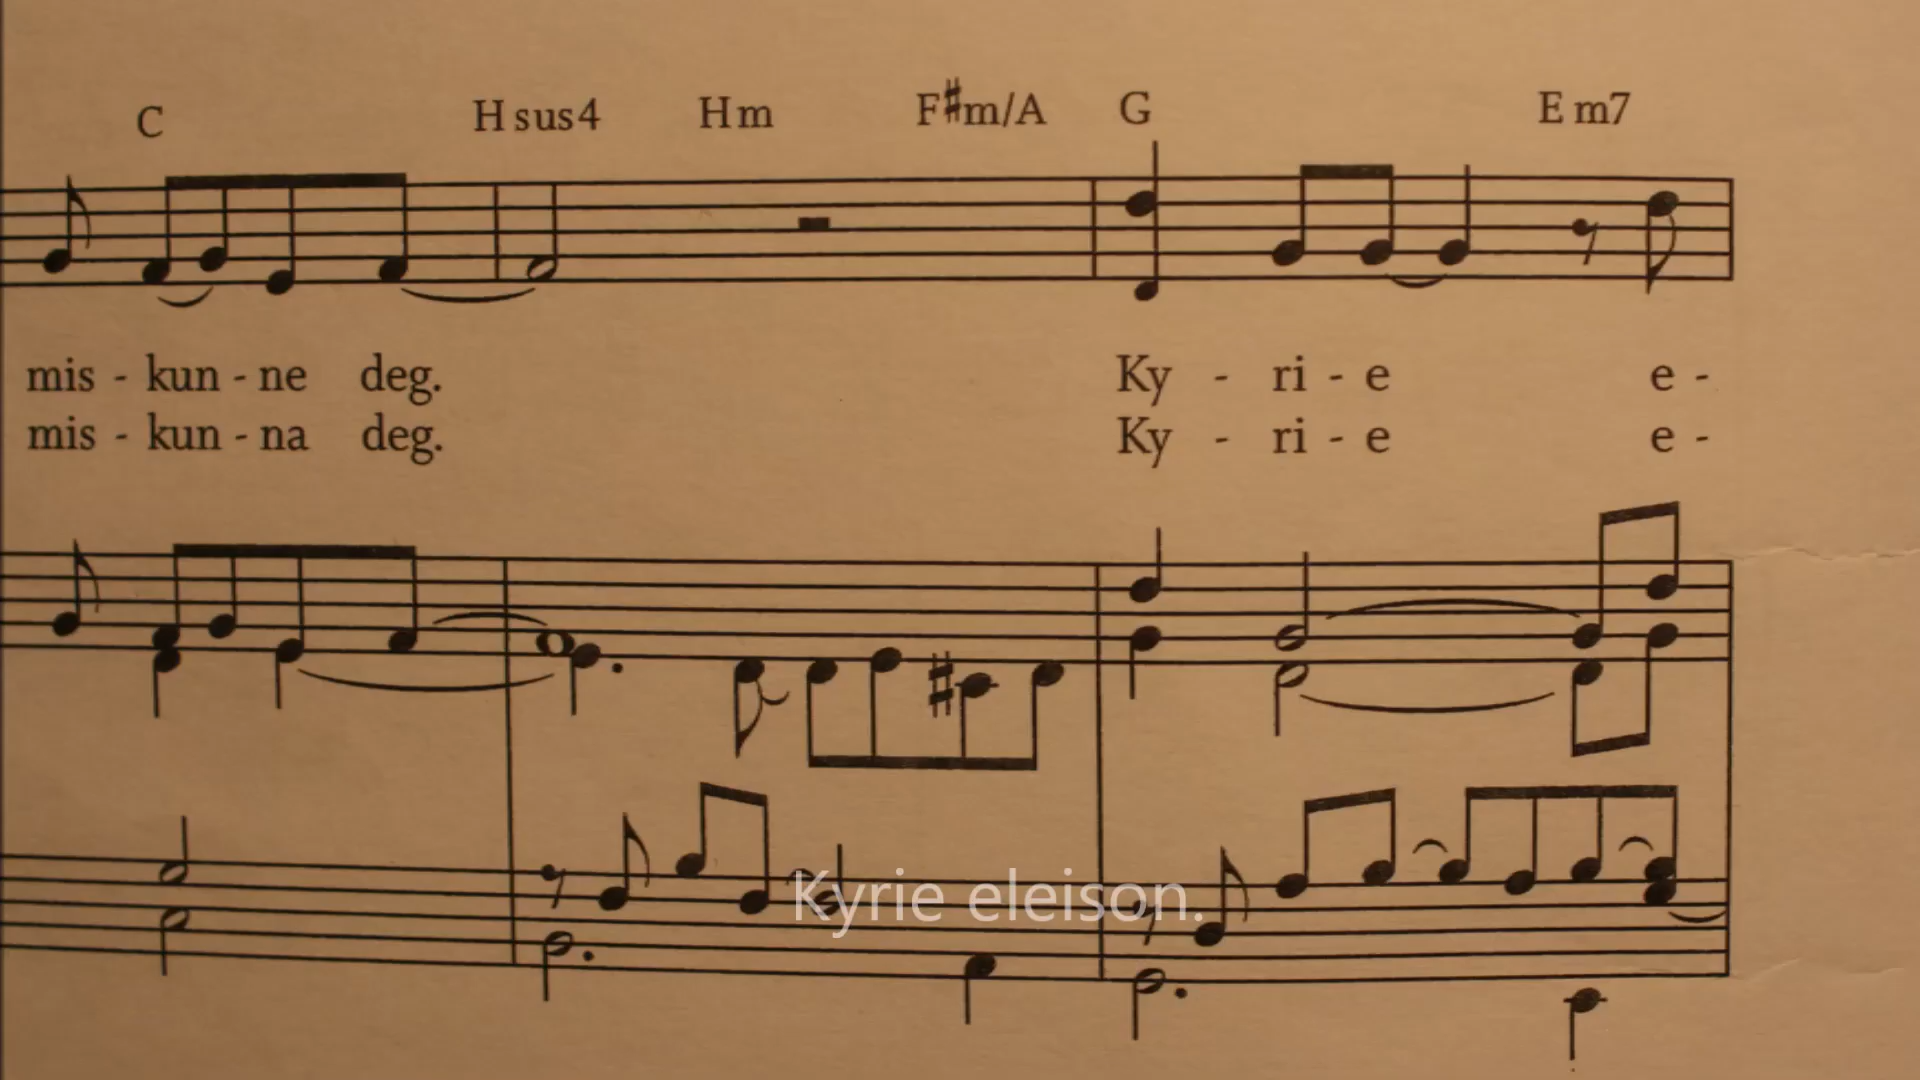 C Hsus4 Hm F#m/A G Em7
mis - kun - ne deg. Ky - ri - e e -
mis - kun - na deg. Ky - ri - e e -
Kyrie eleison.